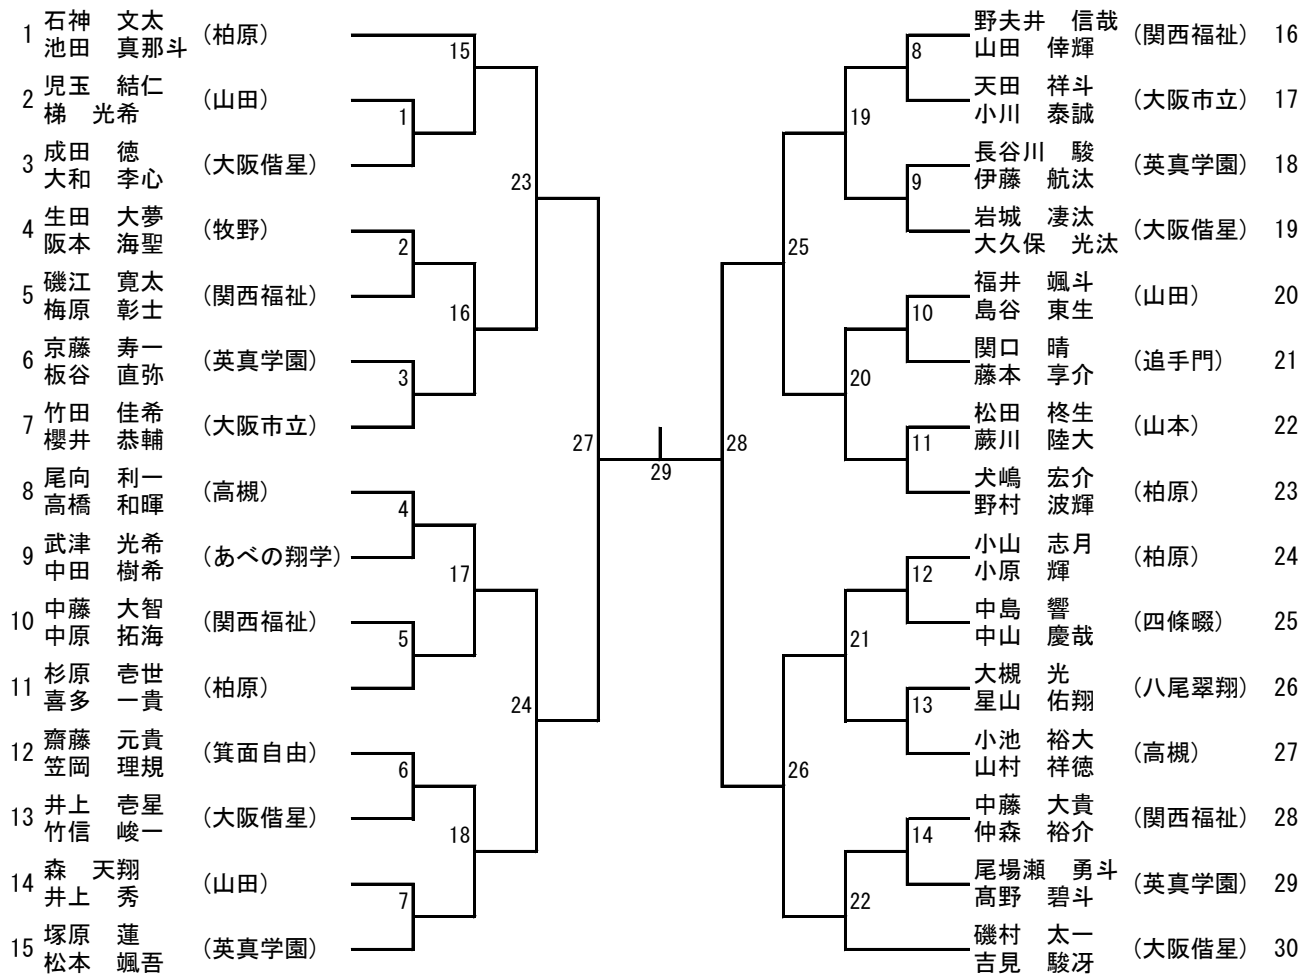 1 石神　文太 (柏原)
池田　真那斗
2 児玉　結仁 (山田)
梯　光希
3 成田　徳 (大阪偕星)
大和　李心
4 生田　大夢 (牧野)
阪本　海聖
5 磯江　寛太 (関西福祉)
梅原　彰士
6 京藤　寿一 (英真学園)
板谷　直弥
7 竹田　佳希 (大阪市立)
櫻井　恭輔
8 尾向　利一 (高槻)
高橋　和暉
9 武津　光希 (あべの翔学)
中田　樹希
10 中藤　大智 (関西福祉)
中原　拓海
11 杉原　壱世 (柏原)
喜多　一貴
12 齋藤　元貴 (箕面自由)
笠岡　理規
13 井上　壱星 (大阪偕星)
竹信　峻一
14 森　天翔 (山田)
井上　秀
15 塚原　蓮 (英真学園)
松本　颯吾
15
1
23
2
16
3
27
4
17
5
24
6
18
7
29
28
8
19
9
25
10
20
11
12
21
13
26
14
22
野夫井　信哉 (関西福祉) 16
山田　倖輝
天田　祥斗 (大阪市立) 17
小川　泰誠
長谷川　駿 (英真学園) 18
伊藤　航汰
岩城　凄汰 (大阪偕星) 19
大久保　光汰
福井　颯斗 (山田) 20
島谷　東生
関口　晴 (追手門) 21
藤本　享介
松田　柊生 (山本) 22
蕨川　陸大
犬嶋　宏介 (柏原) 23
野村　波輝
小山　志月 (柏原) 24
小原　輝
中島　響 (四條畷) 25
中山　慶哉
大槻　光 (八尾翠翔) 26
星山　佑翔
小池　裕大 (高槻) 27
山村　祥徳
中藤　大貴 (関西福祉) 28
仲森　裕介
尾場瀬　勇斗 (英真学園) 29
髙野　碧斗
磯村　太一 (大阪偕星) 30
吉見　駿冴